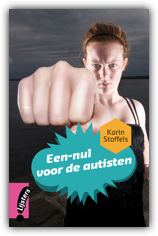 Karin
Stoffels
Een-nul
voor de autisten
Lijsters